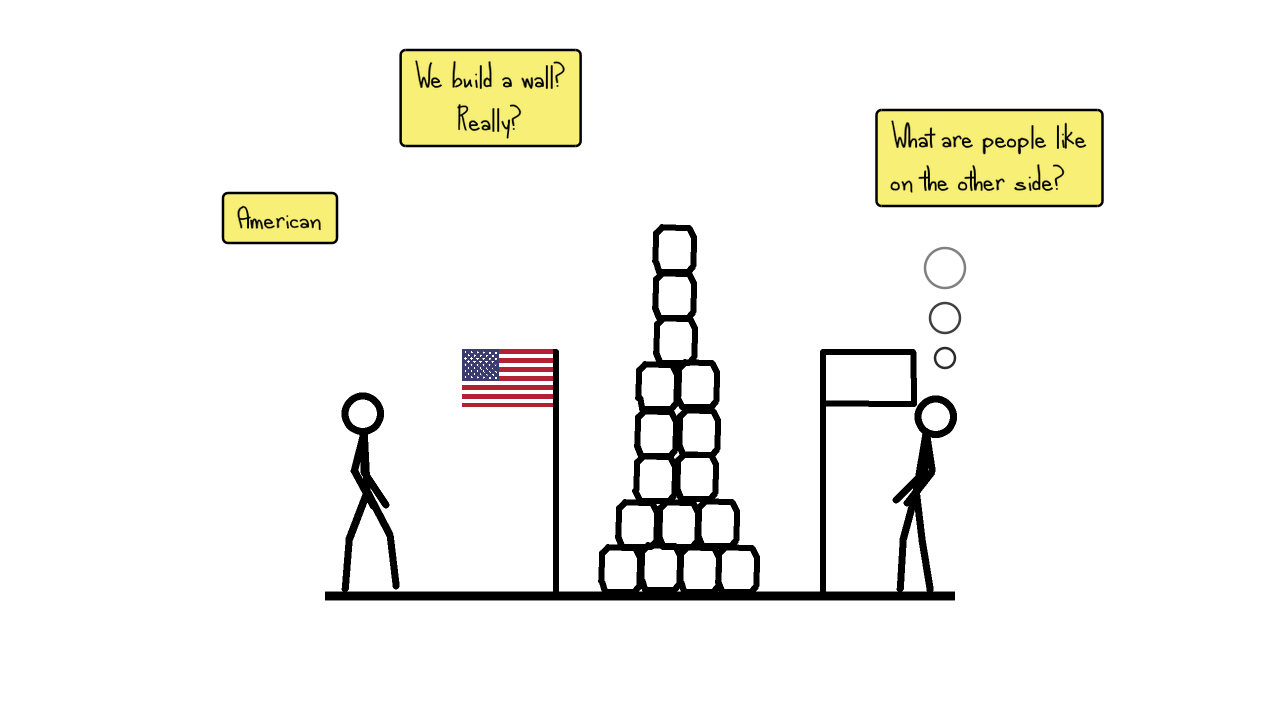 We build a wall?
Really?
What are people like
on the other side?
American